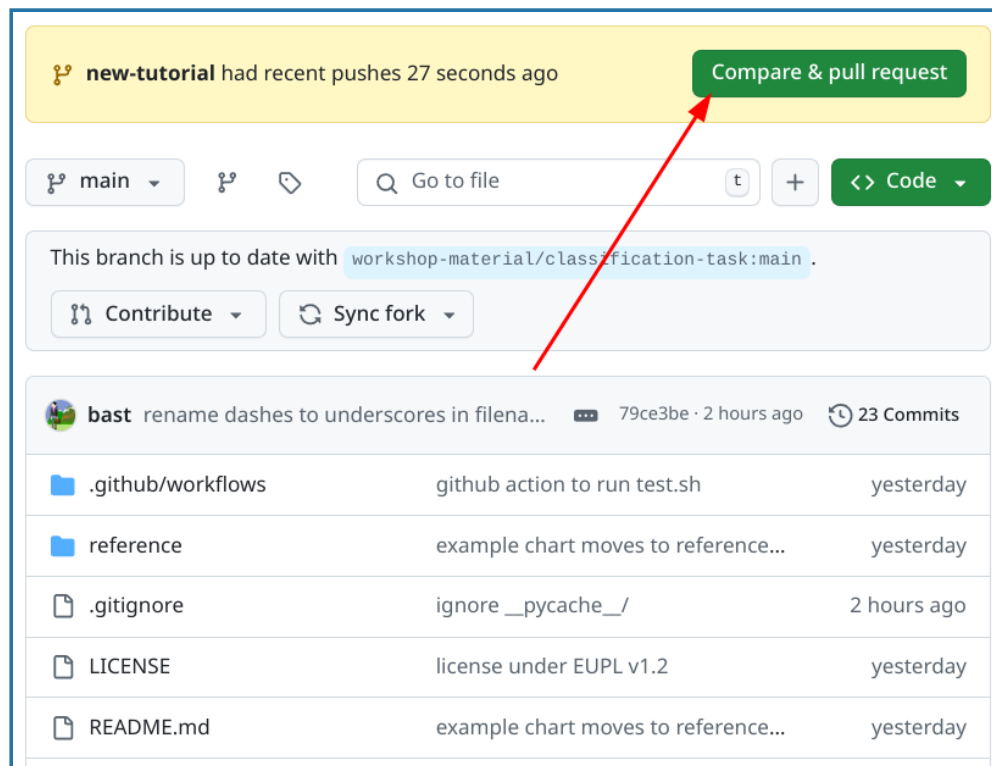 new-tutorial had recent pushes 27 seconds ago Compare & pull request
main Go to file t Code
This branch is up to date with workshop-material/classification-task:main.
Contribute Sync fork
bast rename dashes to underscores in filena... 79ce3be · 2 hours ago 23 Commits
.github/workflows github action to run test.sh yesterday
reference example chart moves to reference... yesterday
.gitignore ignore __pycache__/ 2 hours ago
LICENSE license under EUPL v1.2 yesterday
README.md example chart moves to reference... yesterday